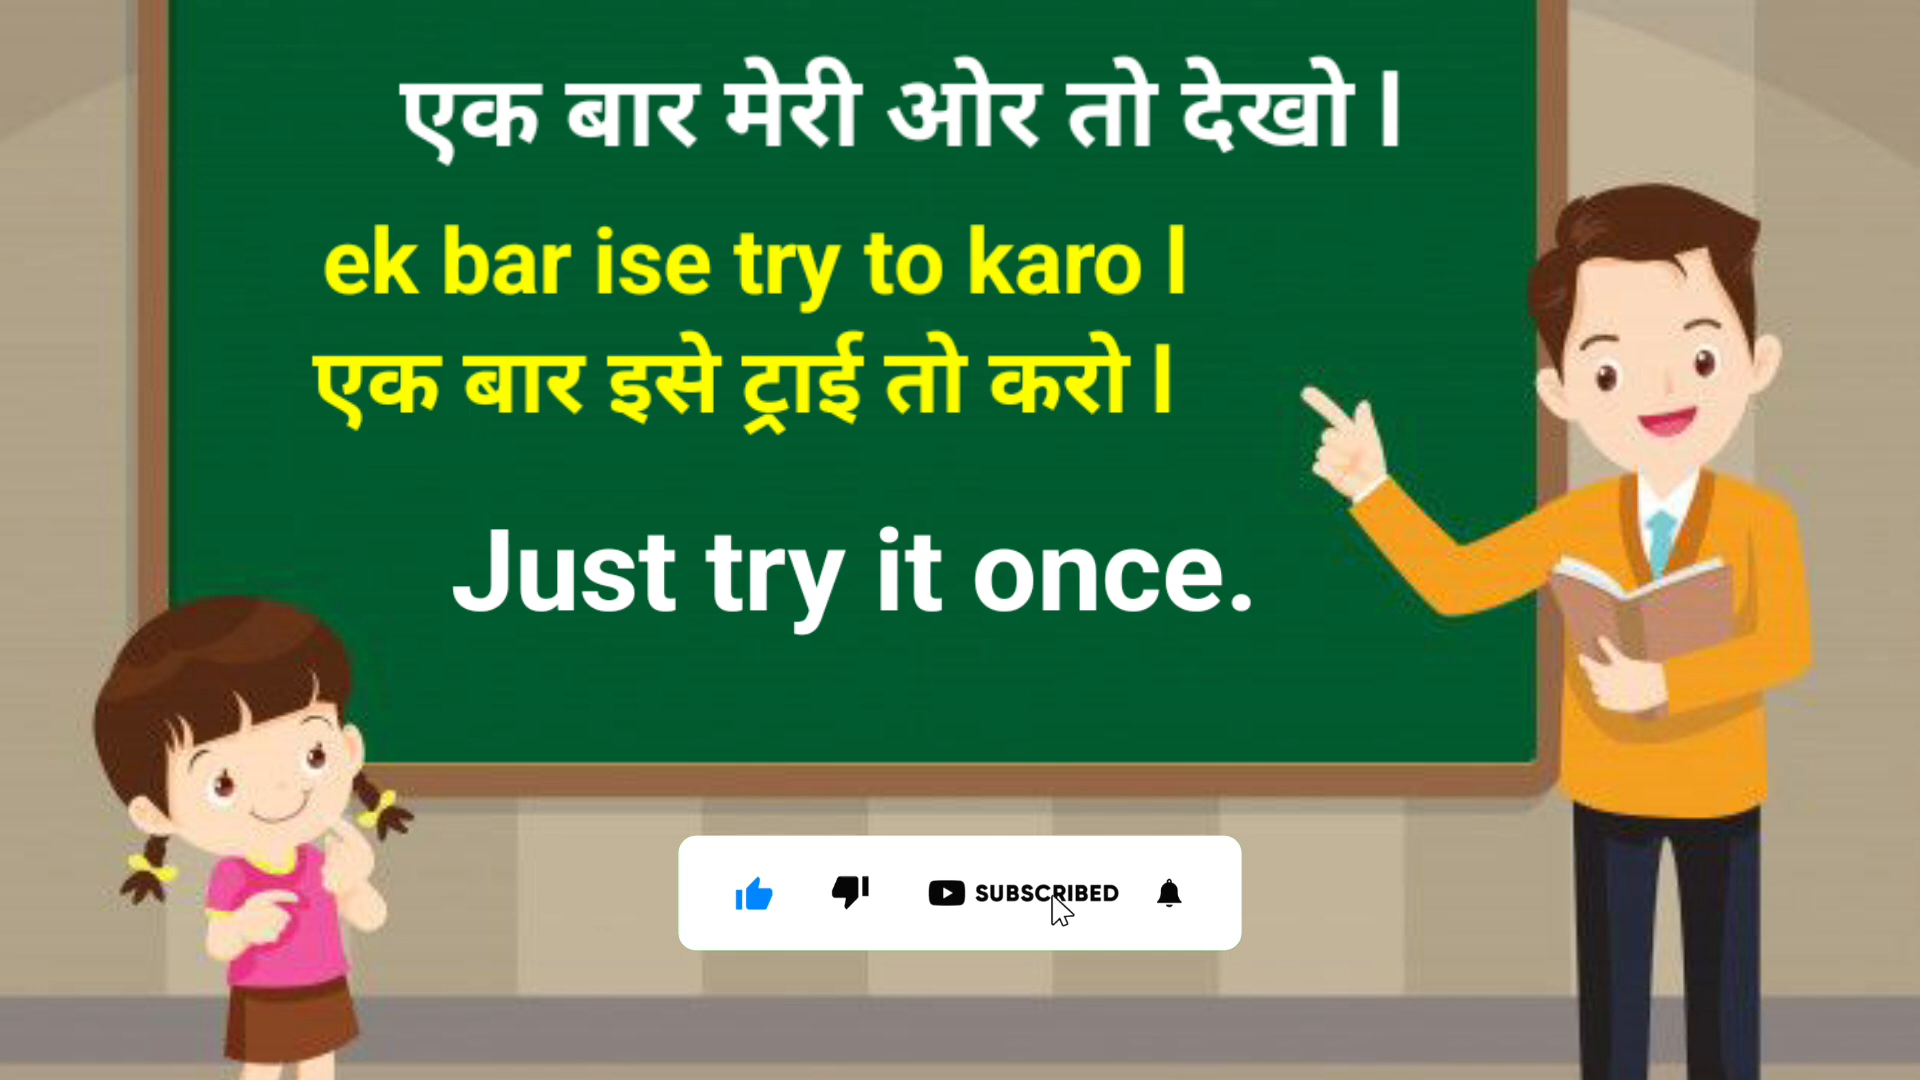 एक बार मेरी ओर तो देखो l
ek bar ise try to karo l
एक बार इसे ट्राई तो करो l
Just try it once.
SUBSCRIBED